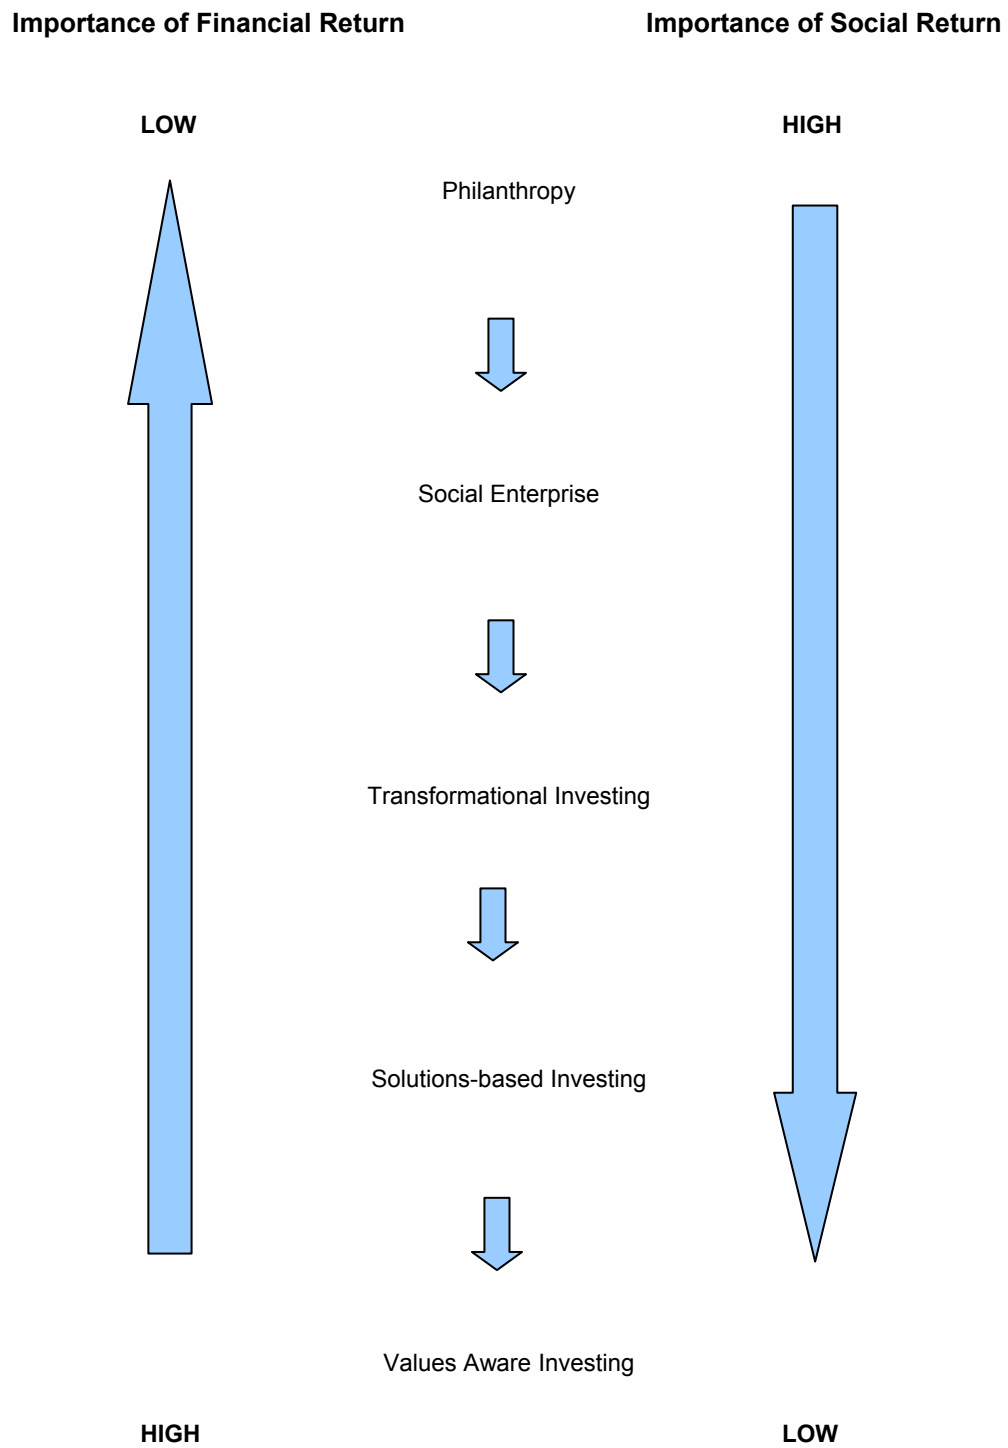 Importance of Financial Return
Importance of Social Return
LOW
HIGH
Philanthropy
Social Enterprise
Transformational Investing
Solutions-based Investing
Values Aware Investing
HIGH
LOW